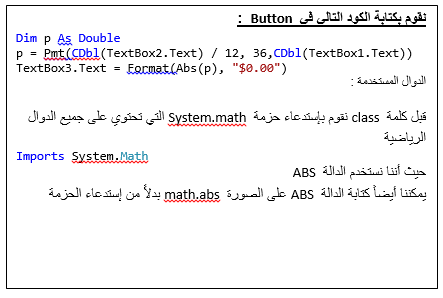 نقوم بكتابة الكود التالى فى Button :
Dim p As Double
p = Pmt(CDbl(TextBox2.Text) / 12, 36,CDbl(TextBox1.Text))
TextBox3.Text = Format(Abs(p), "$0.00")
الدوال المستخدمة :
قبل كلمة class نقوم بإستدعاء حزمة System.math التي تحتوي على جميع الدوال
الرياضية
Imports System.Math
حيث أننا نستخدم الدالة ABS
يمكننا أيضاً كتابة الدالة ABS على الصورة math.abs بدلاً من إستدعاء الحزمة